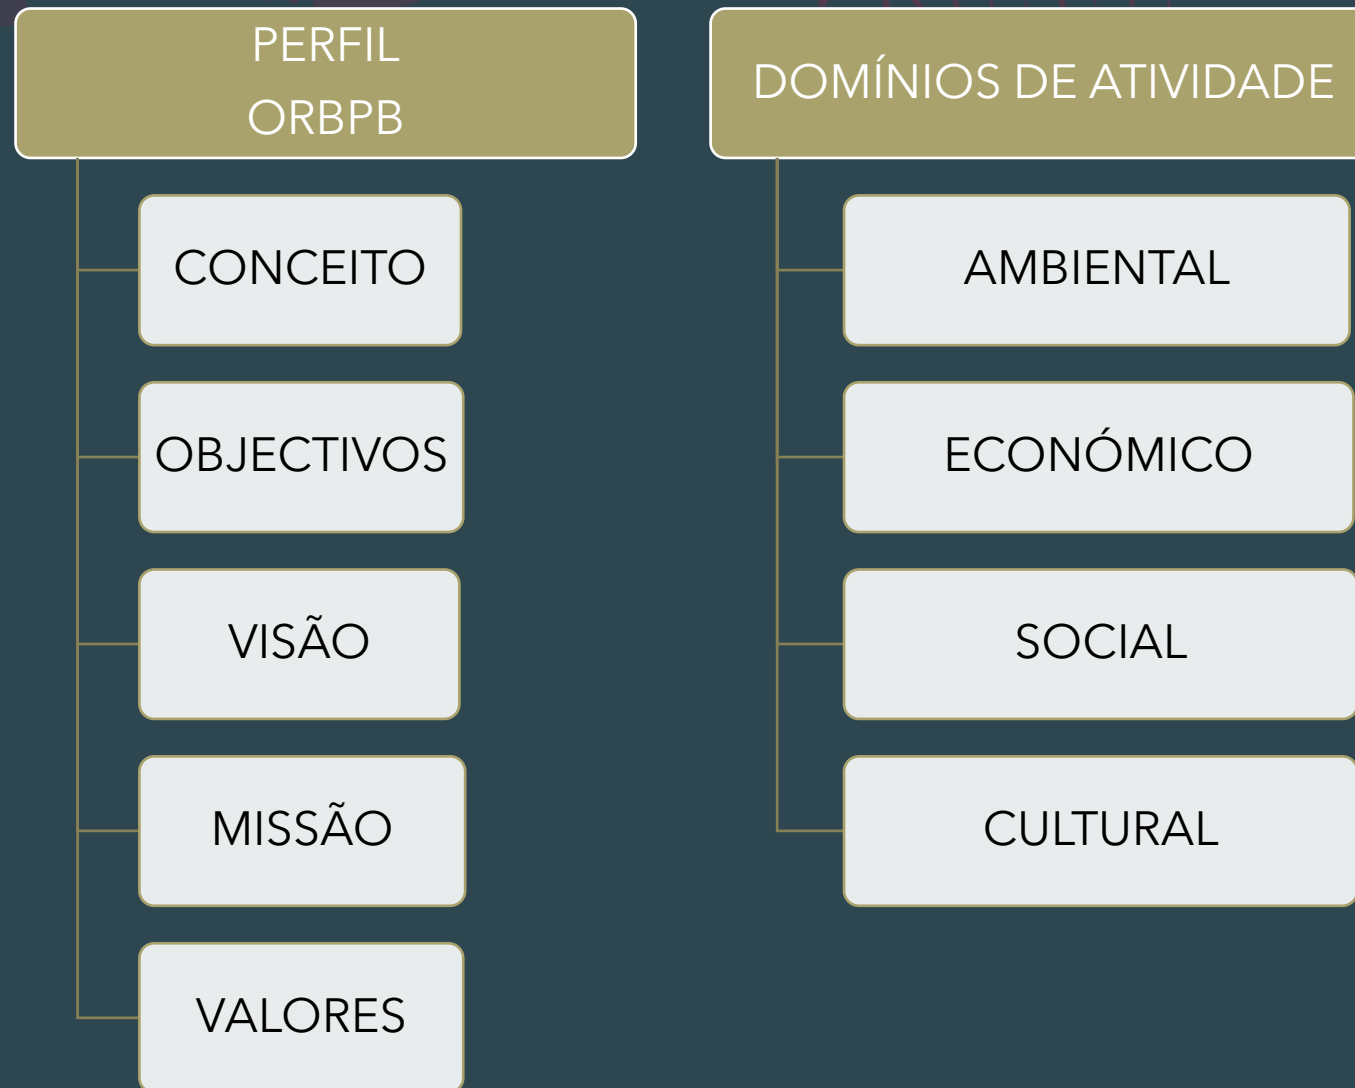 PERFIL
ORBPB
CONCEITO
OBJECTIVOS
VISÃO
MISSÃO
VALORES
DOMÍNIOS DE ATIVIDADE
AMBIENTAL
ECONÓMICO
SOCIAL
CULTURAL